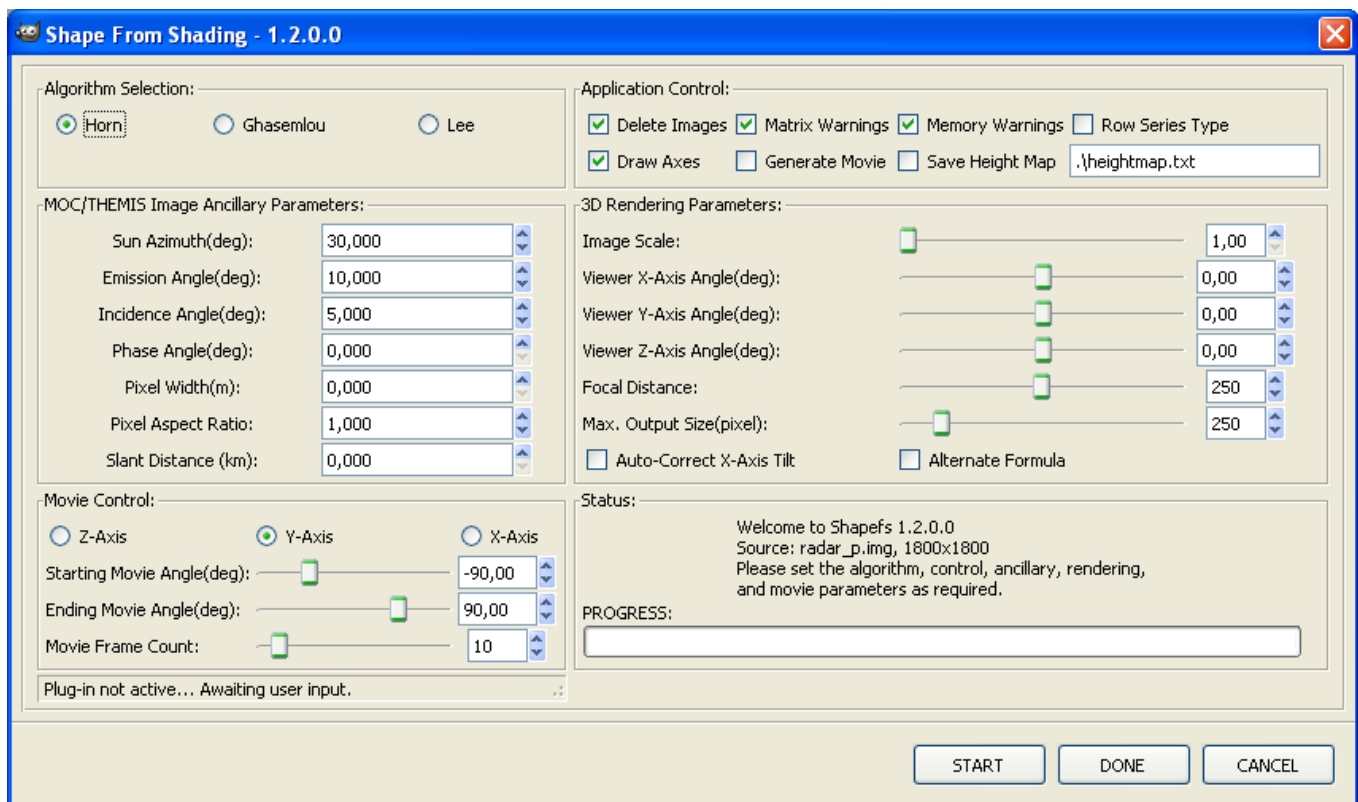 Shape From Shading - 1.2.0.0
Algorithm Selection:
Horn Ghasemlou Lee
Application Control:
Delete Images Matrix Warnings Memory Warnings Row Series Type
Draw Axes Generate Movie Save Height Map .\heightmap.txt
MOC/THEMIS Image Ancillary Parameters:
Sun Azimuth(deg): 30,000
Emission Angle(deg): 10,000
Incidence Angle(deg): 5,000
Phase Angle(deg): 0,000
Pixel Width(m): 0,000
Pixel Aspect Ratio: 1,000
Slant Distance (km): 0,000
3D Rendering Parameters:
Image Scale: 1,00
Viewer X-Axis Angle(deg): 0,00
Viewer Y-Axis Angle(deg): 0,00
Viewer Z-Axis Angle(deg): 0,00
Focal Distance: 250
Max. Output Size(pixel): 250
Auto-Correct X-Axis Tilt Alternate Formula
Movie Control:
Z-Axis Y-Axis X-Axis
Starting Movie Angle(deg): -90,00
Ending Movie Angle(deg): 90,00
Movie Frame Count: 10
Status:
Welcome to Shapefs 1.2.0.0
Source: radar_p.img, 1800x1800
Please set the algorithm, control, ancillary, rendering,
and movie parameters as required.
PROGRESS:
Plug-in not active... Awaiting user input.
START DONE CANCEL